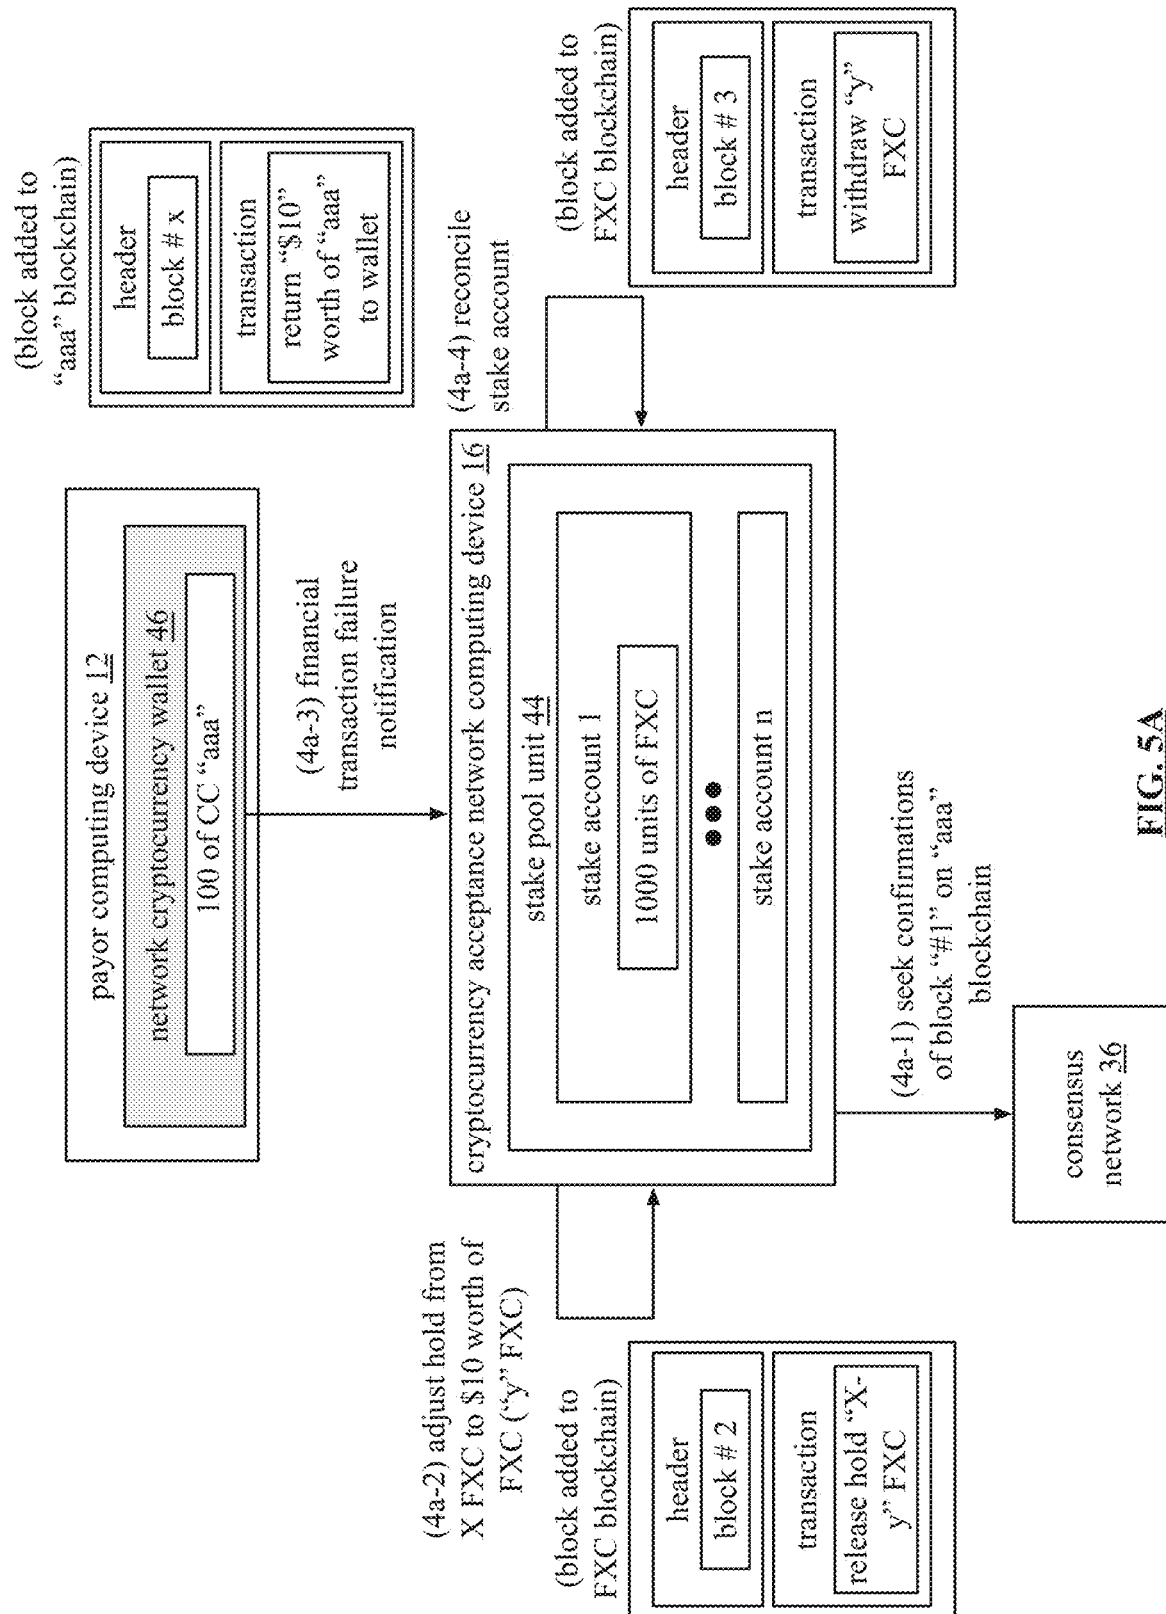 payor computing device 12
network cryptocurrency wallet 46
100 of CC “aaa”
(block added to
“aaa” blockchain)
header
block # x
transaction
return “$10”
worth of “aaa”
to wallet
(4a-3) financial
transaction failure
notification
(4a-2) adjust hold from
X FXC to $10 worth of
FXC (“y” FXC)
(4a-4) reconcile
stake account
cryptocurrency acceptance network computing device 16
stake pool unit 44
stake account 1
1000 units of FXC
stake account n
(block added to
FXC blockchain)
header
block # 2
transaction
release hold “X-
y” FXC
(block added to
FXC blockchain)
header
block # 3
transaction
withdraw “y”
FXC
(4a-1) seek confirmations
of block “#1” on “aaa”
blockchain
consensus
network 36
FIG. 5A